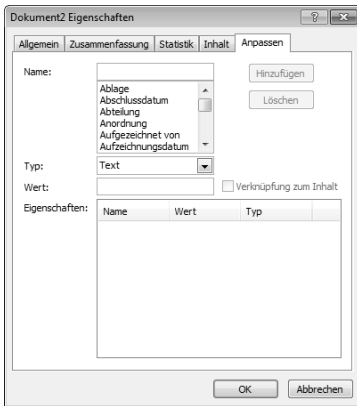 Dokument2 Eigenschaften
Allgemein Zusammenfassung Statistik Inhalt Anpassen
Name:
Hinzufügen
Ablage
Abschlussdatum
Löschen
Abteilung
Anordnung
Aufgezeichnet von
Aufzeichnungsdatum
Typ: Text
Wert: Verknüpfung zum Inhalt
Eigenschaften: Name Wert Typ
OK Abbrechen